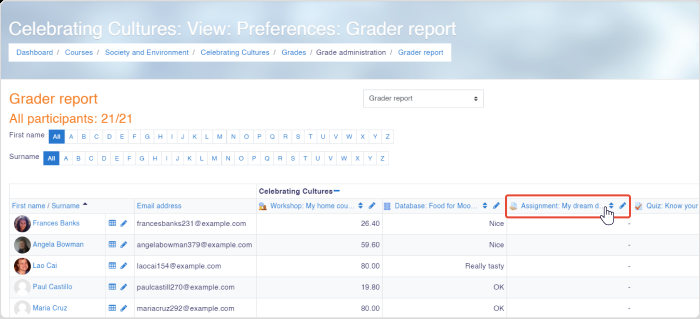 Celebrating Cultures: View: Preferences: Grader report
Dashboard / Courses / Society and Environment / Celebrating Cultures / Grades / Grade administration / Grader report
Grader report
Grader report
All participants: 21/21
First name All A B C D E F G H I J K L M N O P Q R S T U V W X Y Z
Surname All A B C D E F G H I J K L M N O P Q R S T U V W X Y Z
Celebrating Cultures
First name / Surname Email address Workshop: My home cou... Database: Food for Moo... Assignment: My dream d... Quiz: Know your
Frances Banks francesbanks231@example.com 26.40 Nice -
Angela Bowman angelabowman379@example.com 59.60 Nice -
Lao Cai laocai154@example.com 80.00 Really tasty -
Paul Castillo paulcastill270@example.com 19.80 OK -
Maria Cruz mariacruz292@example.com 80.00 OK -